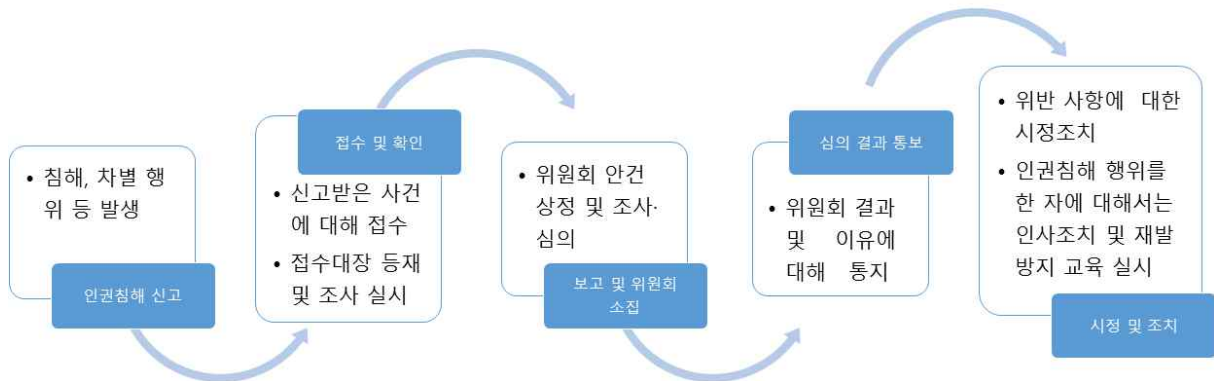 • 침해, 차별 행
위 등 발생
인권침해 신고
접수 및 확인
• 신고받은 사건
에 대해 접수
• 접수대장 등재
및 조사 실시
• 위원회 안건
상정 및 조사·
심의
보고 및 위원회
소집
심의 결과 통보
• 위원회 결과
및 이유에
대해 통지
• 위반 사항에 대한
시정조치
• 인권침해 행위를
한 자에 대해서는
인사조치 및 재발
방지 교육 실시
시정 및 조치